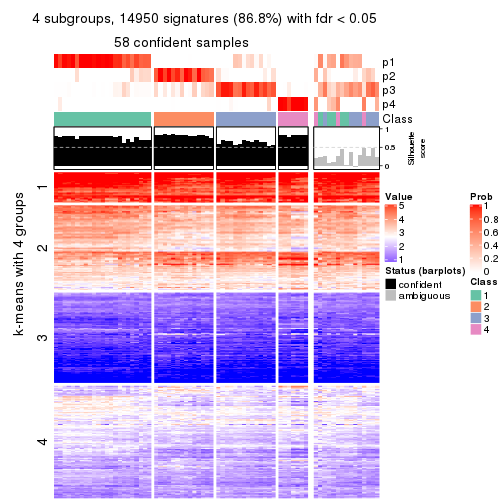 4 subgroups, 14950 signatures (86.8%) with fdr < 0.05
58 confident samples
p1
p2
p3
p4
Class
1
0.5
0
Silhouette
score
k-means with 4 groups
1
2
3
4
Value
5
4
3
2
1
Status (barplots)
confident
ambiguous
Prob
1
0.8
0.6
0.4
0.2
0
Class
1
2
3
4